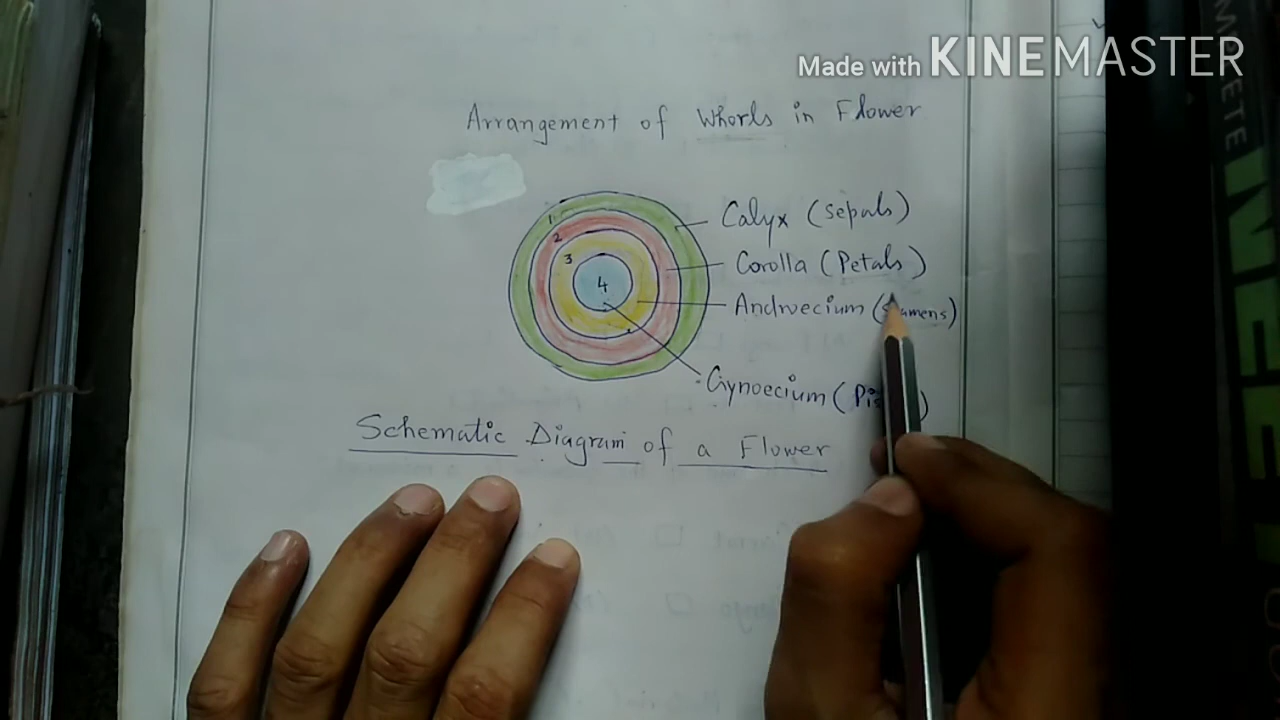 Made with KINEMASTER
Arrangement of Whorls in Flower
1
2
3
4
Calyx (Sepals)
Corolla (Petals)
Androecium (Stamens)
Gynoecium (
Schematic Diagram of a Flower